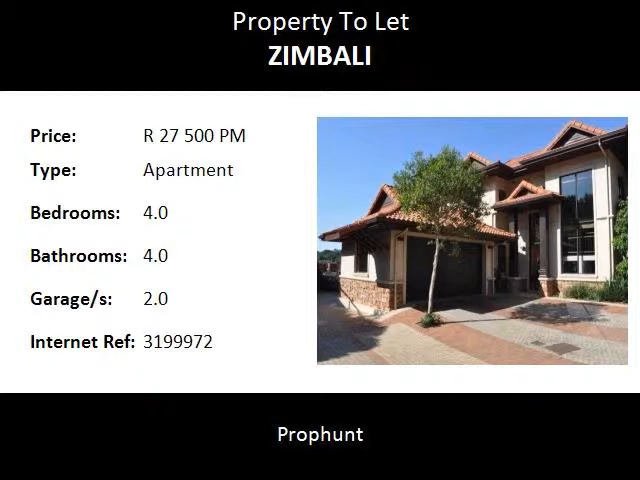 Property To Let
ZIMBALI
Price: R 27 500 PM
Type: Apartment
Bedrooms: 4.0
Bathrooms: 4.0
Garage/s: 2.0
Internet Ref: 3199972
Prophunt